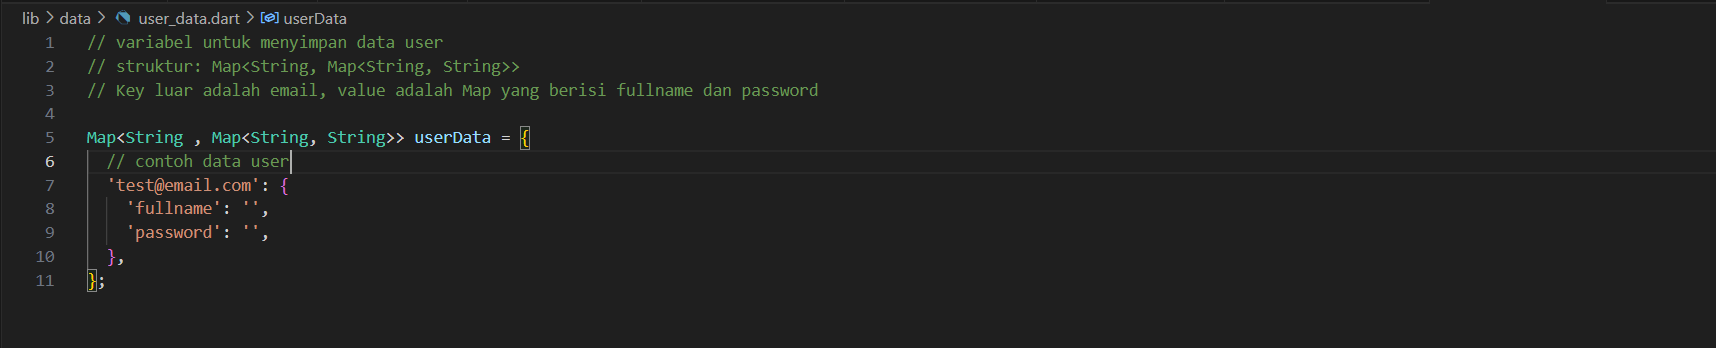 lib > data > user_data.dart > userData
1 // variabel untuk menyimpan data user
2 // struktur: Map<String, Map<String, String>>
3 // Key luar adalah email, value adalah Map yang berisi fullname dan password
4
5 Map<String , Map<String, String>> userData = {
6   // contoh data user
7   'test@email.com': {
8     'fullname': '',
9     'password': '',
10   },
11 };